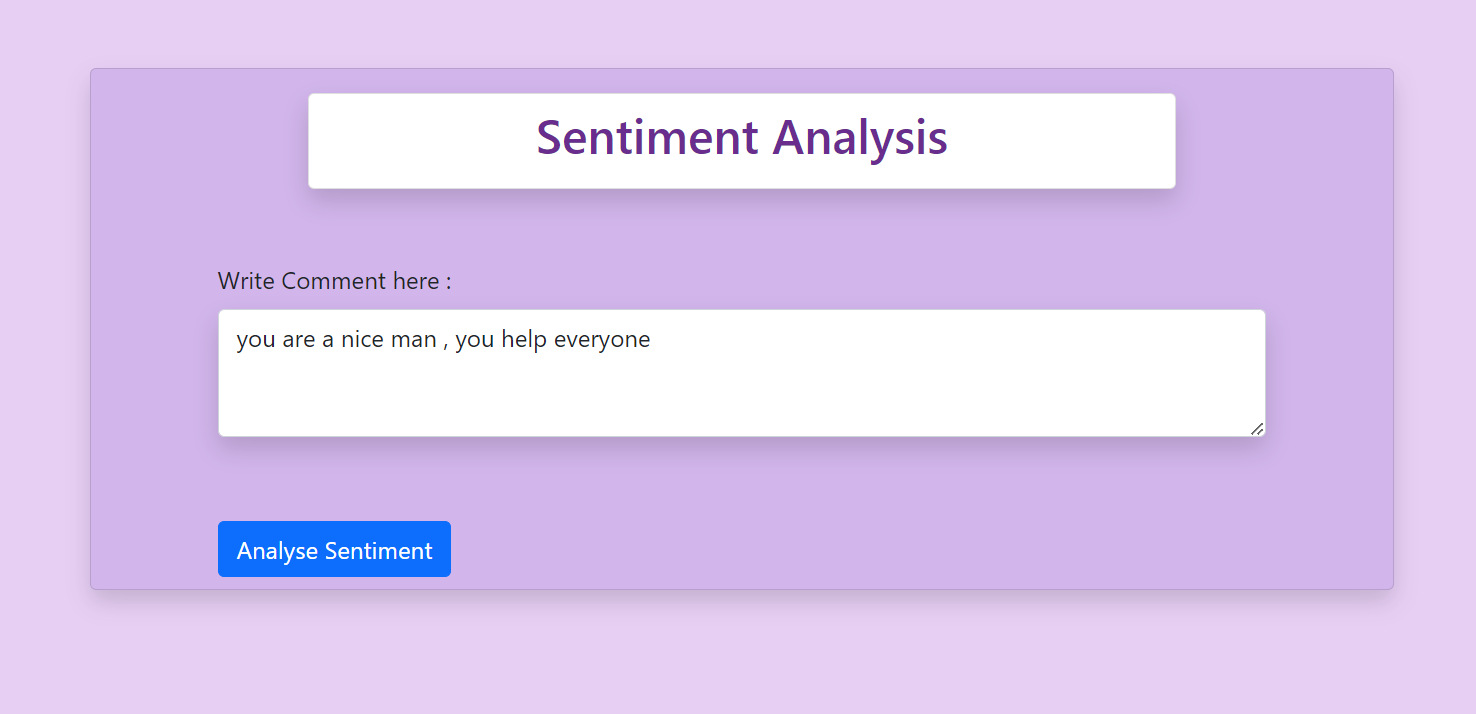 Sentiment Analysis
Write Comment here :
you are a nice man , you help everyone
Analyse Sentiment